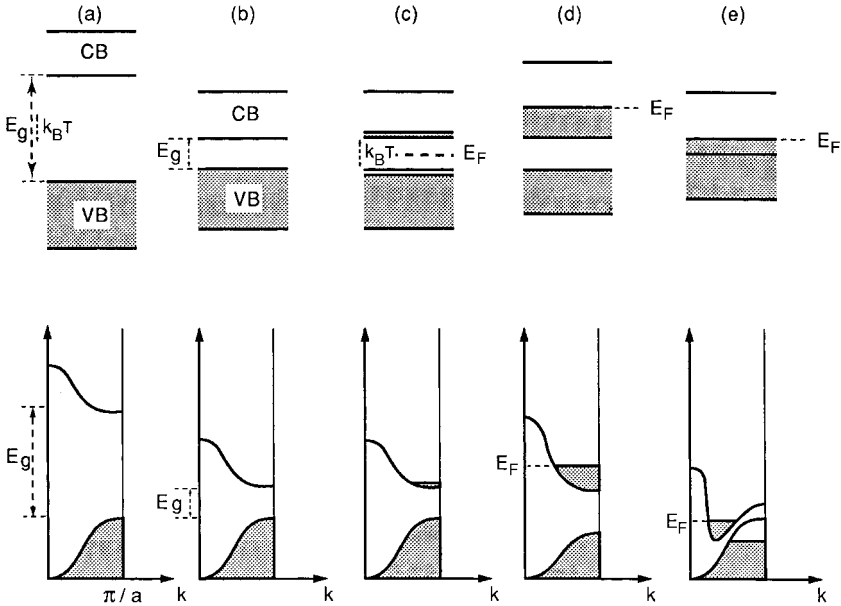 (a) (b) (c) (d) (e)
CB
E_g k_BT
VB
CB
E_g
VB
k_BT E_F
E_F
E_F
E_g
π/a k
E_g
k
k
E_F
k
E_F
k